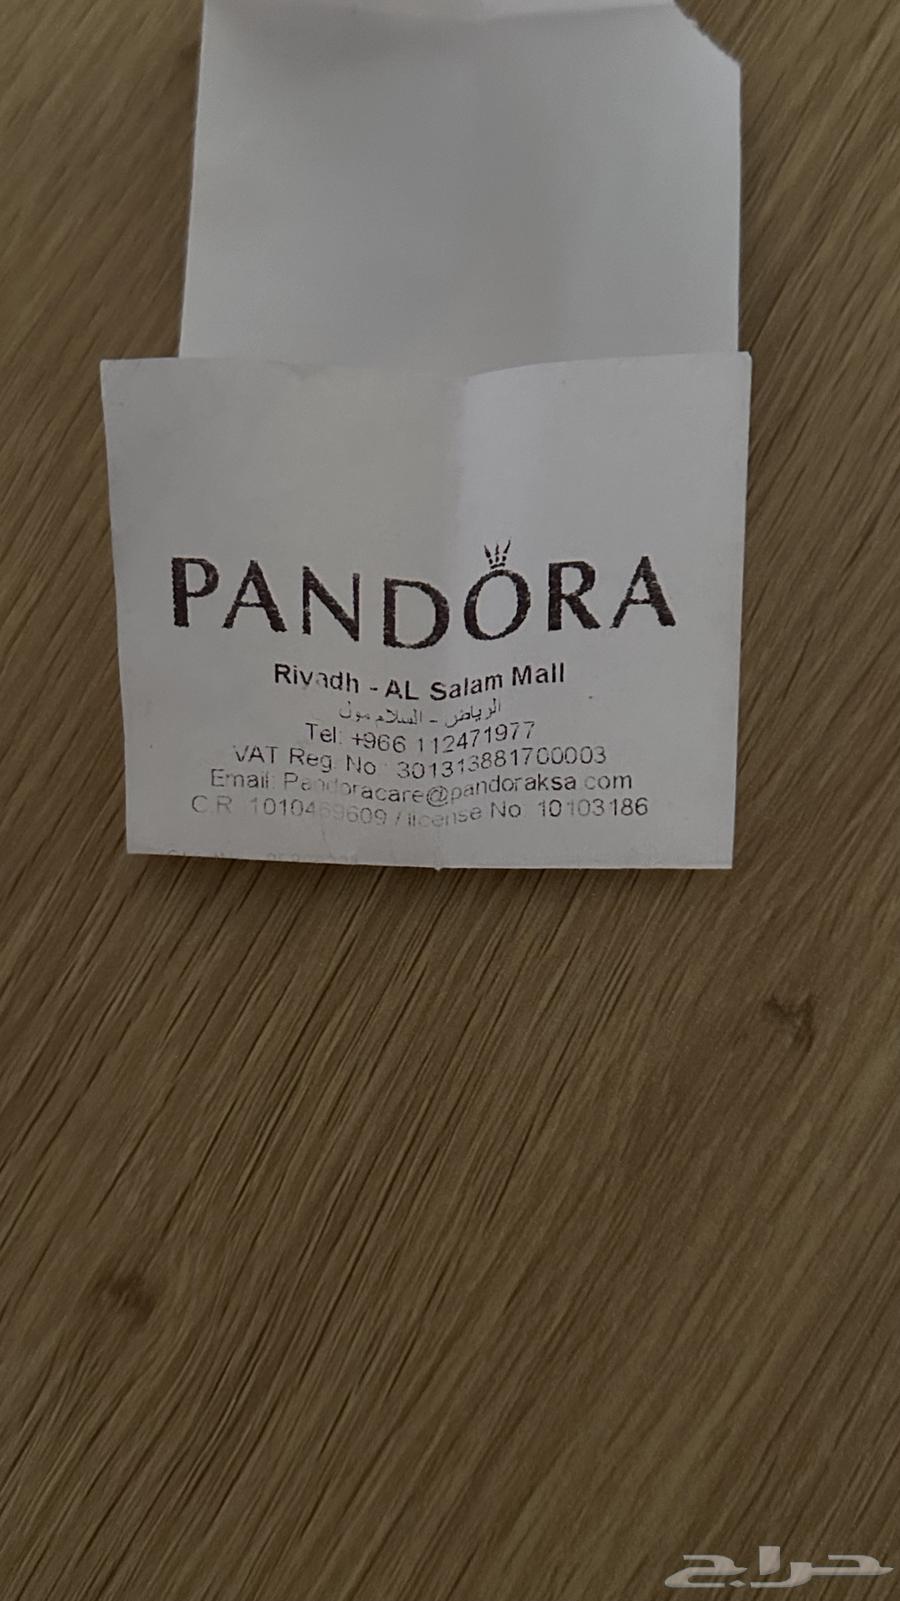 PANDORA
Riyadh - AL Salam Mall
الرياض - السلام مول
Tel: +966 112471977
VAT Reg. No : 301313881700003
Email: Pandoracare@pandoraksa.com
C.R. 1010469609 / license No. 10103186
حراج